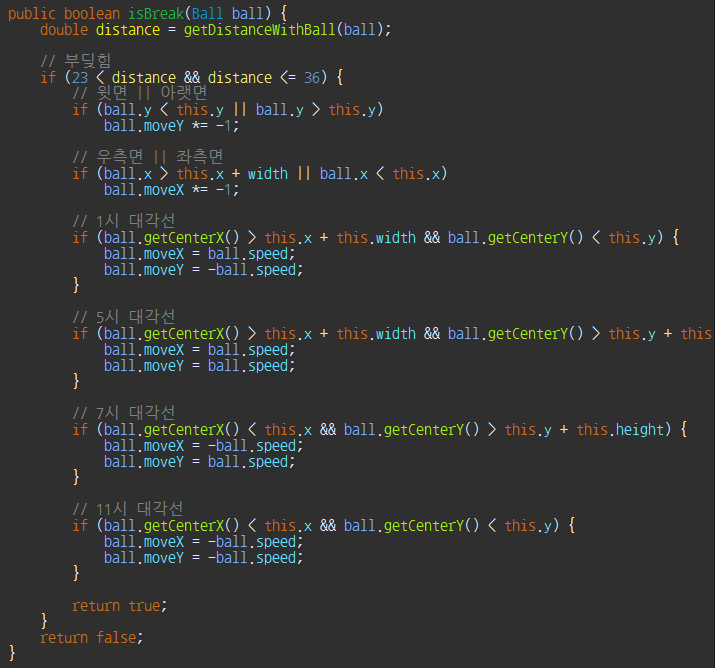 public boolean isBreak(Ball ball) {
    double distance = getDistanceWithBall(ball);

    // 부딪힘
    if (23 < distance && distance <= 36) {
        // 윗면 || 아랫면
        if (ball.y < this.y || ball.y > this.y)
            ball.moveY *= -1;

        // 우측면 || 좌측면
        if (ball.x > this.x + width || ball.x < this.x)
            ball.moveX *= -1;

        // 1시 대각선
        if (ball.getCenterX() > this.x + this.width && ball.getCenterY() < this.y) {
            ball.moveX = ball.speed;
            ball.moveY = -ball.speed;
        }

        // 5시 대각선
        if (ball.getCenterX() > this.x + this.width && ball.getCenterY() > this.y + this
            ball.moveX = ball.speed;
            ball.moveY = ball.speed;
        }

        // 7시 대각선
        if (ball.getCenterX() < this.x && ball.getCenterY() > this.y + this.height) {
            ball.moveX = -ball.speed;
            ball.moveY = ball.speed;
        }

        // 11시 대각선
        if (ball.getCenterX() < this.x && ball.getCenterY() < this.y) {
            ball.moveX = -ball.speed;
            ball.moveY = -ball.speed;
        }

        return true;
    }
    return false;
}